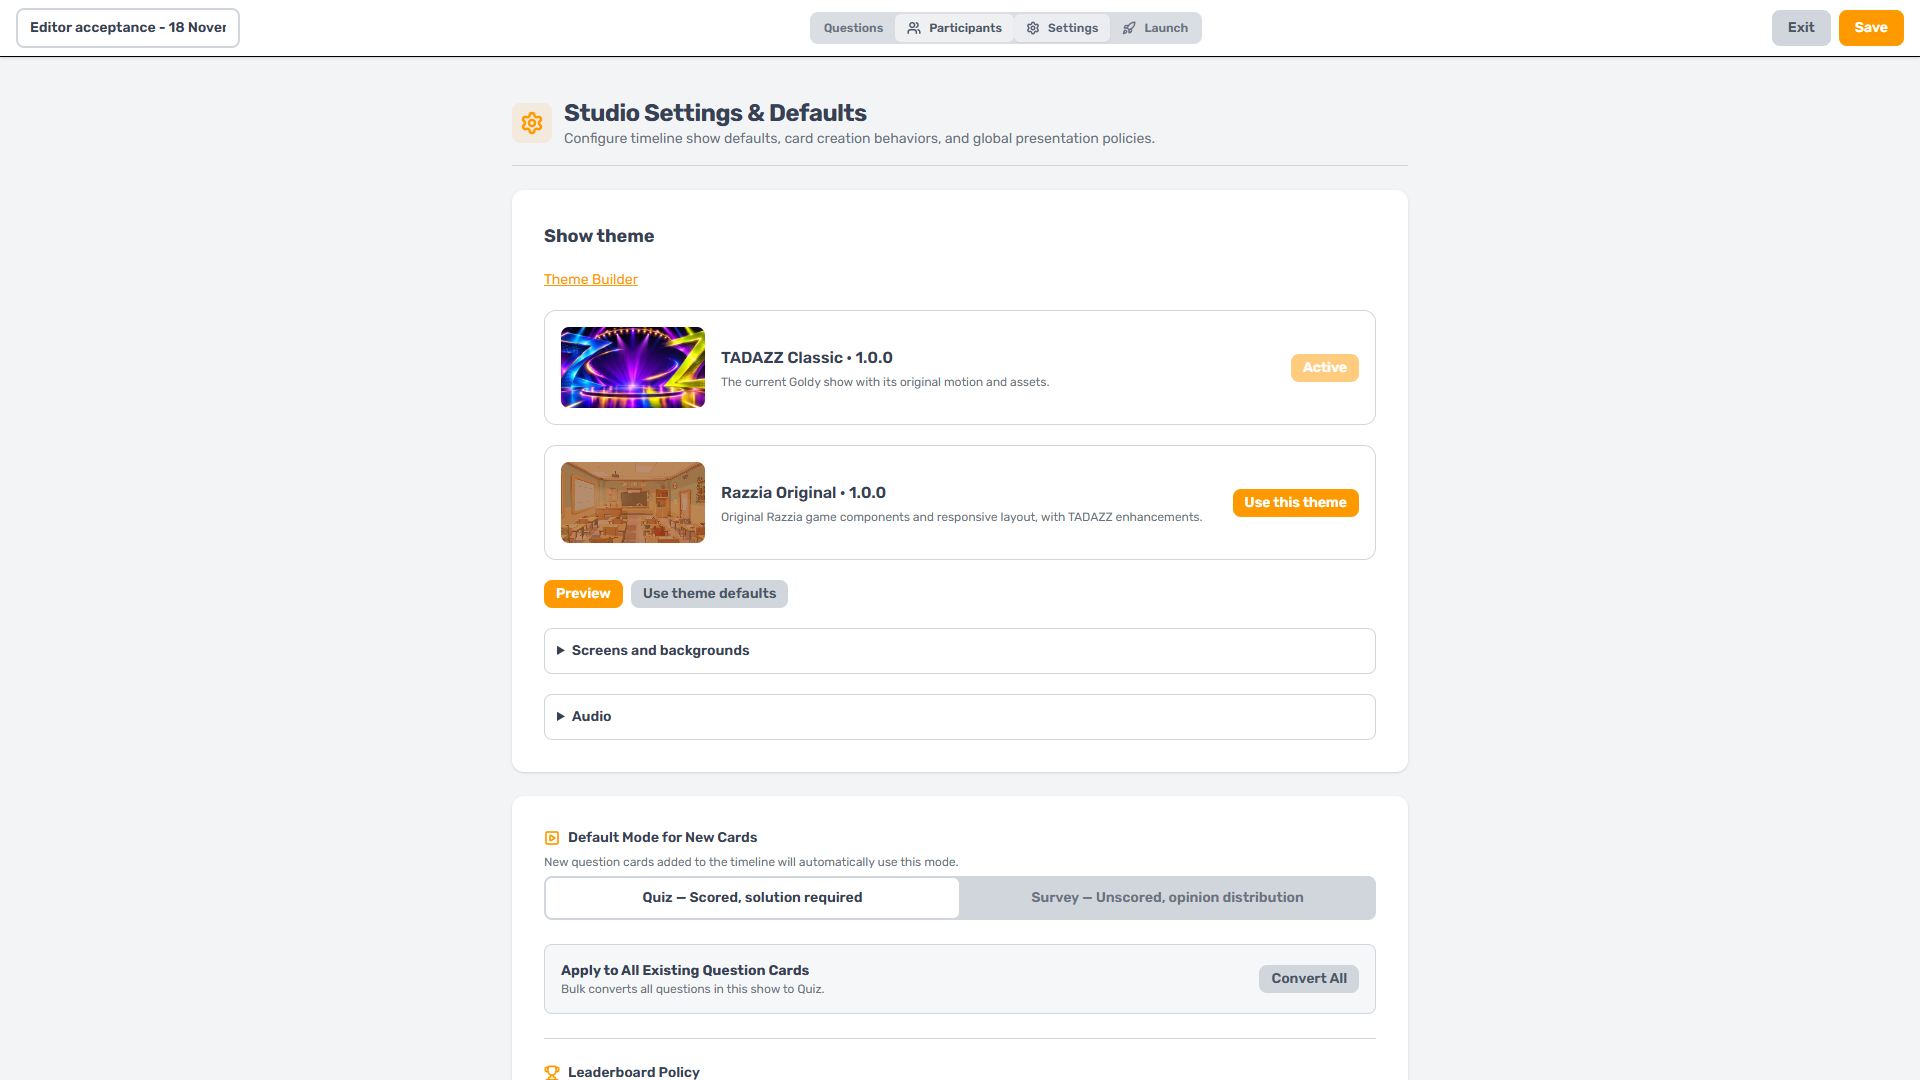 Editor acceptance - 18 Nover
Questions
Participants
Settings
Launch
Exit
Save
Studio Settings & Defaults
Configure timeline show defaults, card creation behaviors, and global presentation policies.
Show theme
Theme Builder
TADAZZ Classic • 1.0.0
The current Goldy show with its original motion and assets.
Active
Razzia Original • 1.0.0
Original Razzia game components and responsive layout, with TADAZZ enhancements.
Use this theme
Preview
Use theme defaults
Screens and backgrounds
Audio
Default Mode for New Cards
New question cards added to the timeline will automatically use this mode.
Quiz — Scored, solution required
Survey — Unscored, opinion distribution
Apply to All Existing Question Cards
Bulk converts all questions in this show to Quiz.
Convert All
Leaderboard Policy